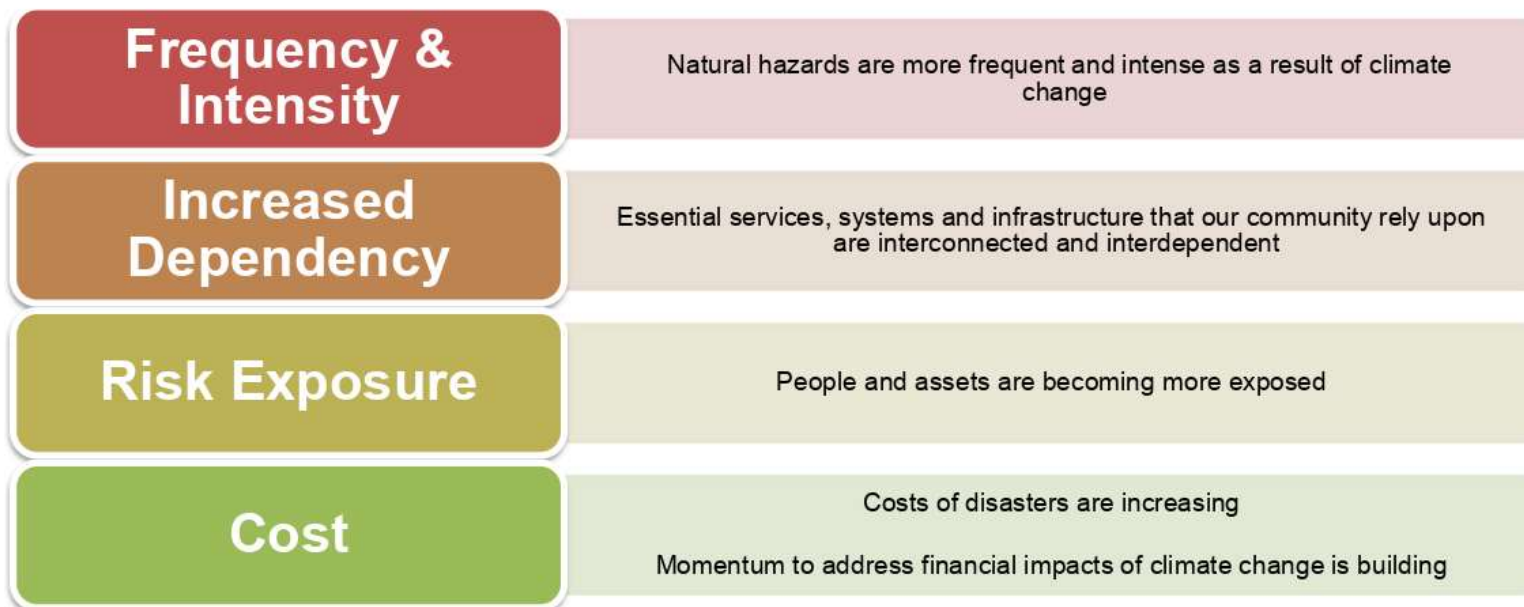 Frequency &
Intensity
Natural hazards are more frequent and intense as a result of climate
change
Increased
Dependency
Essential services, systems and infrastructure that our community rely upon
are interconnected and interdependent
Risk Exposure
People and assets are becoming more exposed
Cost
Costs of disasters are increasing
Momentum to address financial impacts of climate change is building